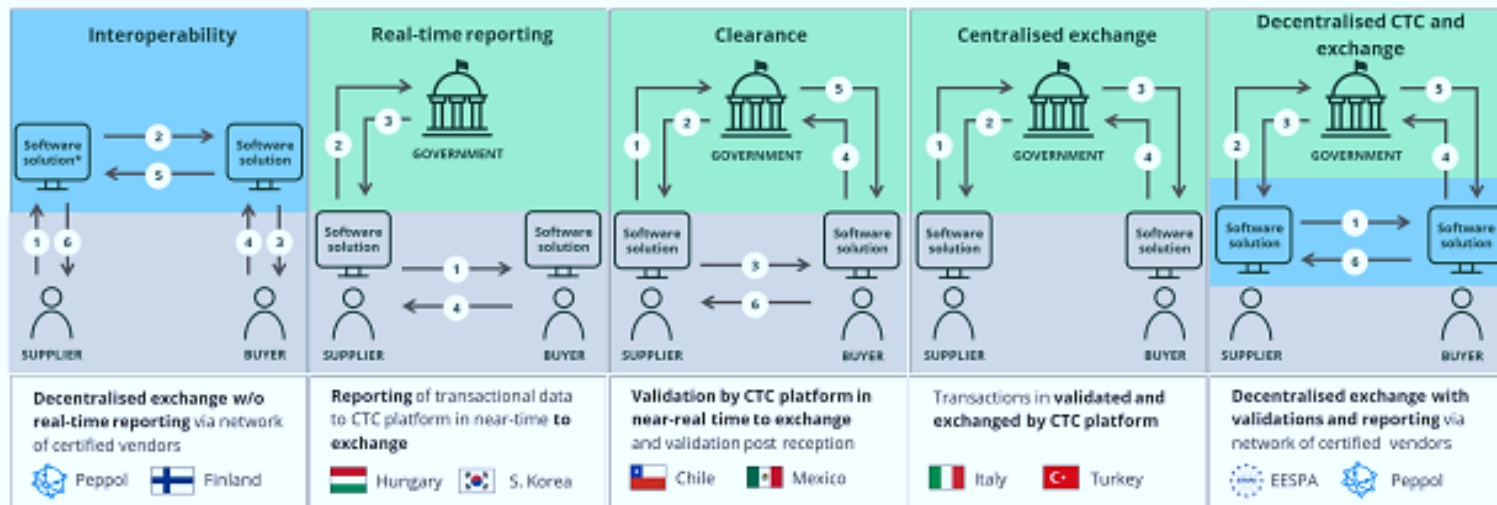 Interoperability
Software
solution*
2
5
Software
solution
1
6
4
3
SUPPLIER
BUYER
Decentralised exchange w/o
real-time reporting via network
of certified vendors
Peppol
Finland
Real-time reporting
2
3
GOVERNMENT
Software
solution
Software
solution
1
4
SUPPLIER
BUYER
Reporting of transactional data
to CTC platform in near-time to
exchange
Hungary
S. Korea
Clearance
5
2
1
GOVERNMENT
4
Software
solution
Software
solution
3
6
SUPPLIER
BUYER
Validation by CTC platform in
near-real time to exchange
and validation post reception
Chile
Mexico
Centralised exchange
3
2
1
GOVERNMENT
4
Software
solution
Software
solution
SUPPLIER
BUYER
Transactions in validated and
exchanged by CTC platform
Italy
Turkey
Decentralised CTC and
exchange
5
3
2
GOVERNMENT
4
Software
solution
Software
solution
1
6
SUPPLIER
BUYER
Decentralised exchange with
validations and reporting via
network of certified vendors
EESPA
Peppol